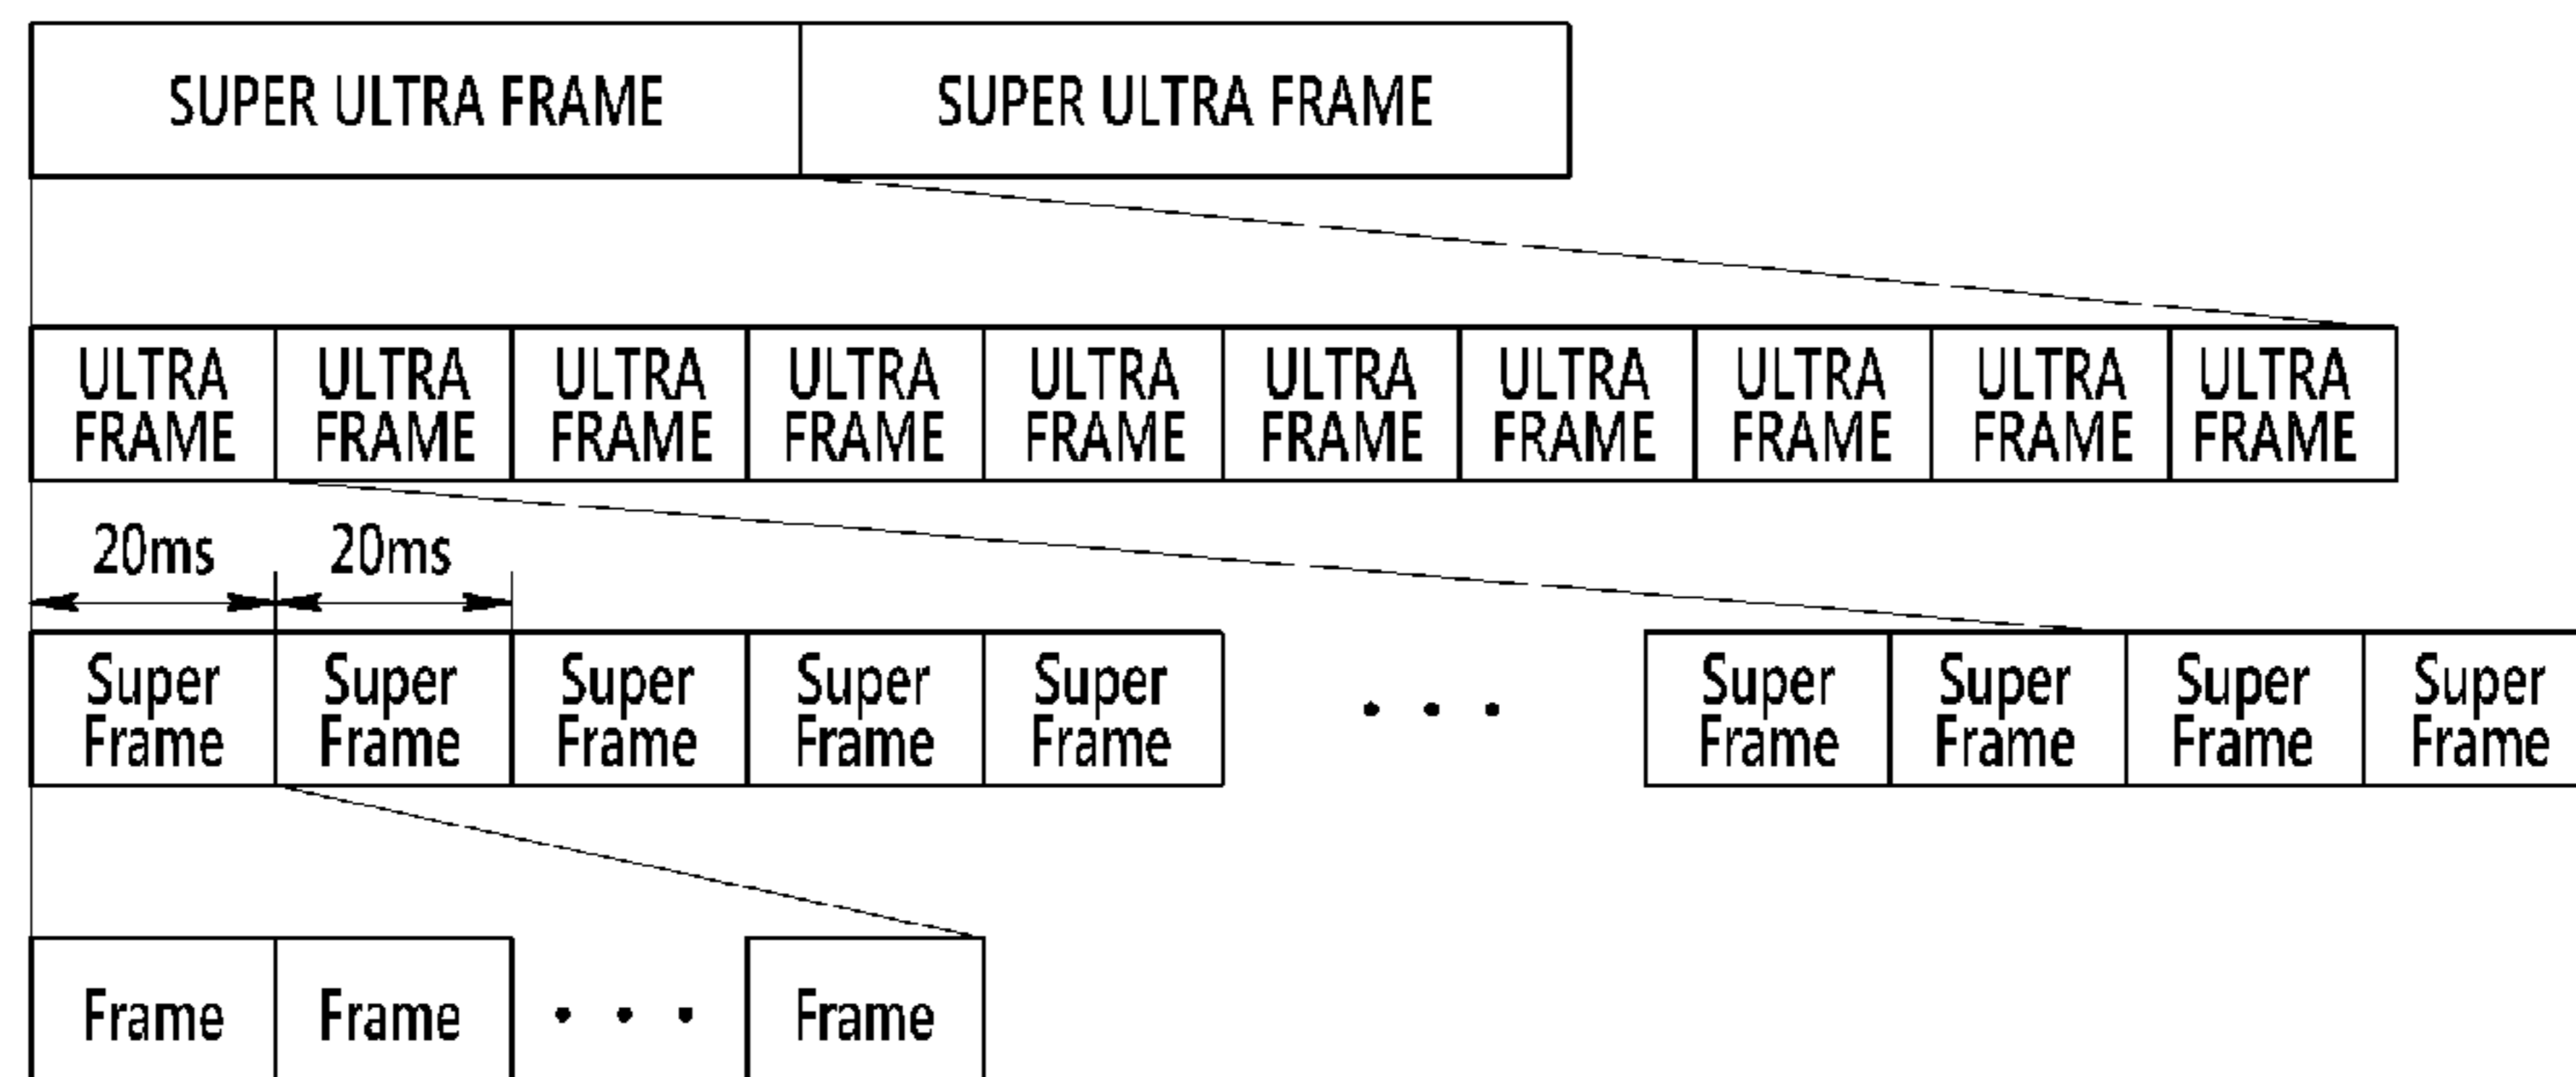 SUPER ULTRA FRAME SUPER ULTRA FRAME
ULTRA ULTRA ULTRA ULTRA ULTRA ULTRA ULTRA ULTRA ULTRA ULTRA
FRAME FRAME FRAME FRAME FRAME FRAME FRAME FRAME FRAME FRAME
20ms 20ms
Super Super Super Super Super Super Super Super Super
Frame Frame Frame Frame Frame • • • Frame Frame Frame Frame
Frame Frame • • • Frame